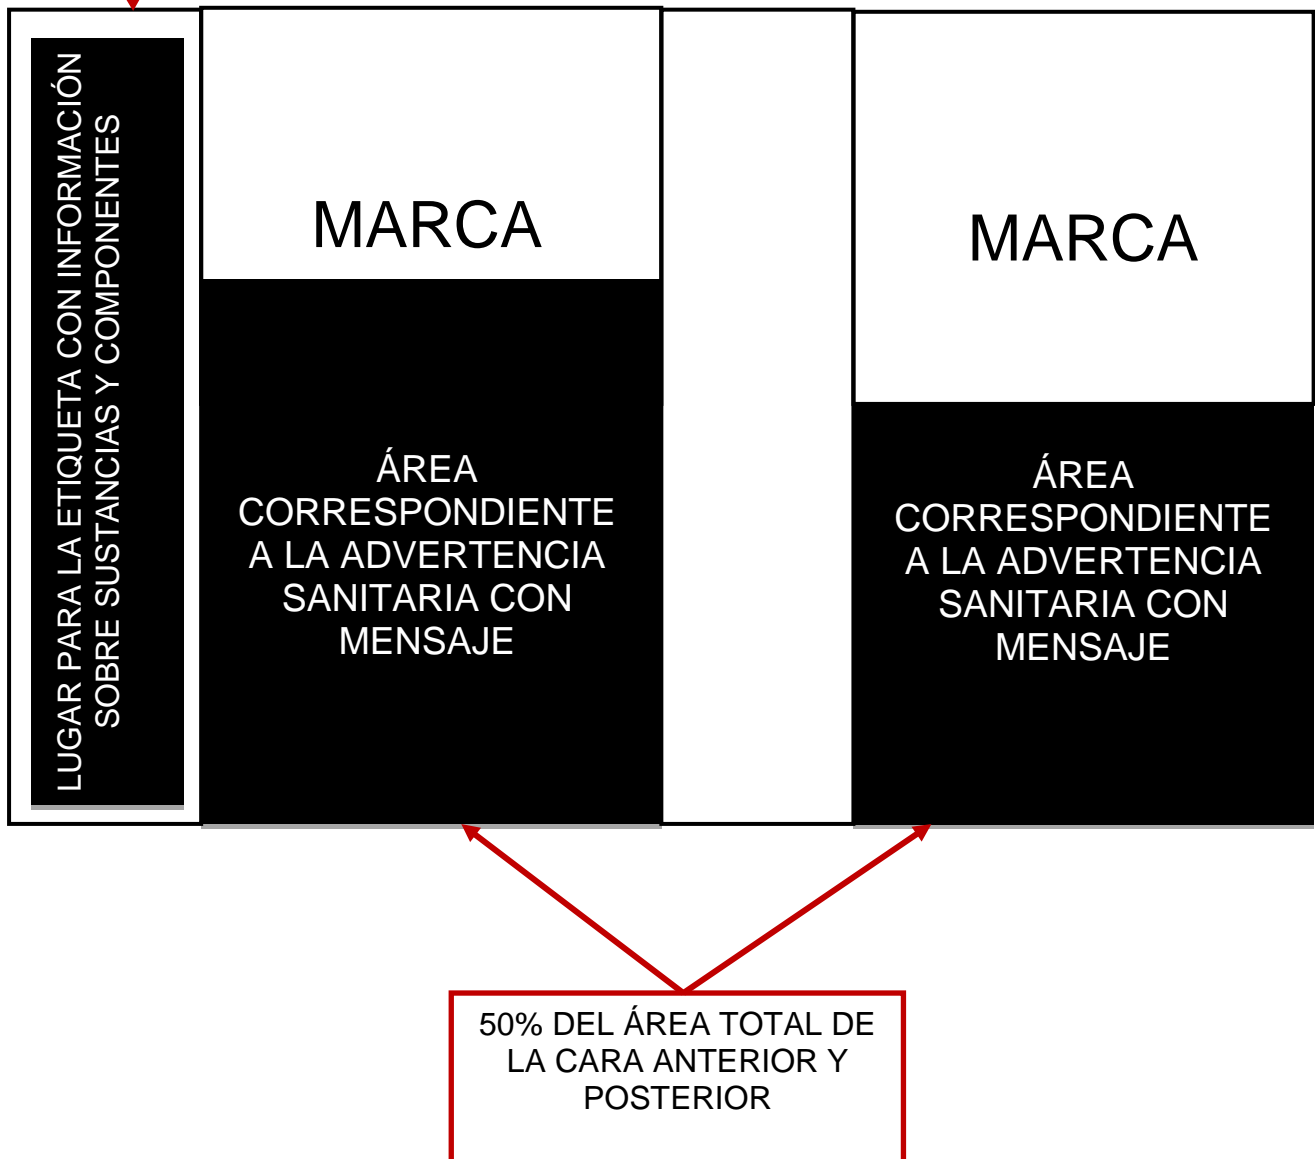 LUGAR PARA LA ETIQUETA CON INFORMACIÓN
SOBRE SUSTANCIAS Y COMPONENTES
MARCA
ÁREA
CORRESPONDIENTE
A LA ADVERTENCIA
SANITARIA CON
MENSAJE
MARCA
ÁREA
CORRESPONDIENTE
A LA ADVERTENCIA
SANITARIA CON
MENSAJE
50% DEL ÁREA TOTAL DE
LA CARA ANTERIOR Y
POSTERIOR